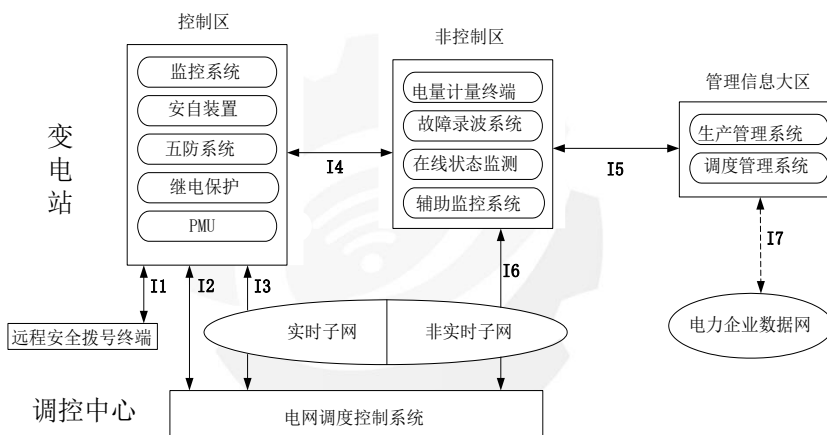 控制区
非控制区
管理信息大区
变电站
监控系统
安自装置
五防系统
继电保护
PMU
电量计量终端
故障录波系统
在线状态监测
辅助监控系统
生产管理系统
调度管理系统
I4
I5
I1
I2
I3
I6
I7
远程安全拨号终端
实时子网
非实时子网
电力企业数据网
调控中心
电网调度控制系统